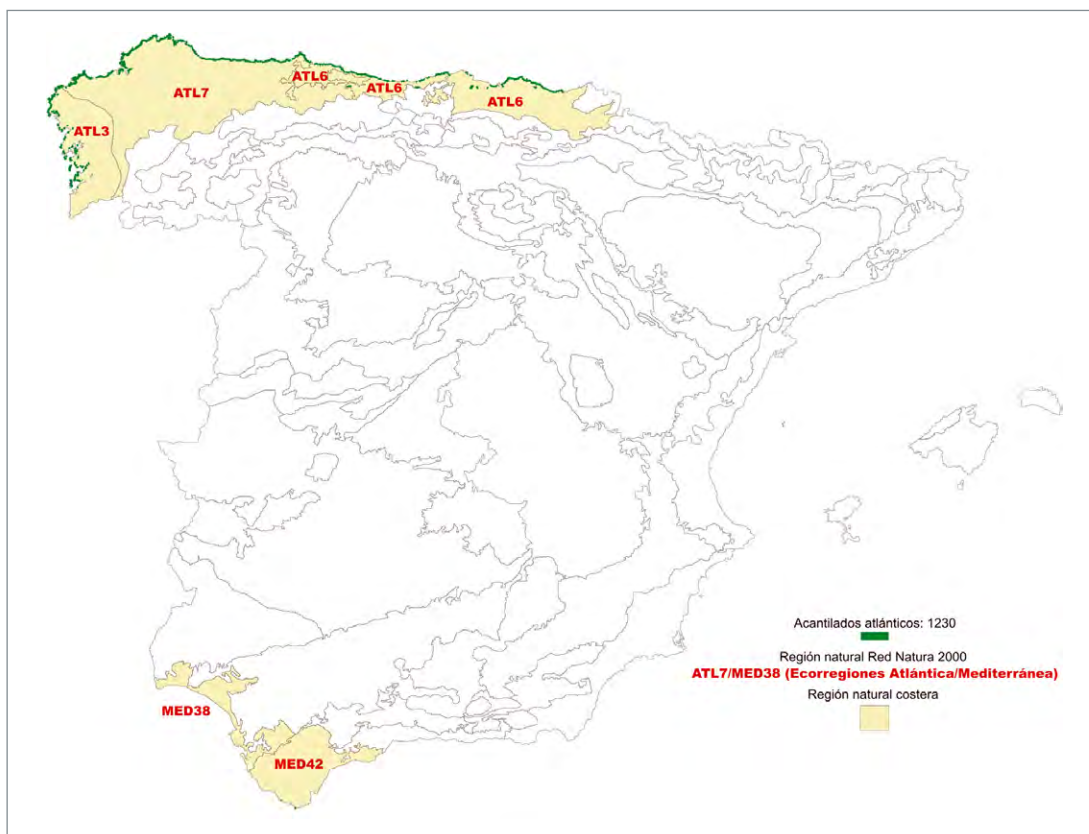 ATL6
ATL7
ATL6
ATL6
ATL3
Acantilados atlánticos: 1230
Región natural Red Natura 2000
ATL7/MED38 (Ecorregiones Atlántica/Mediterránea)
Región natural costera
MED38
MED42